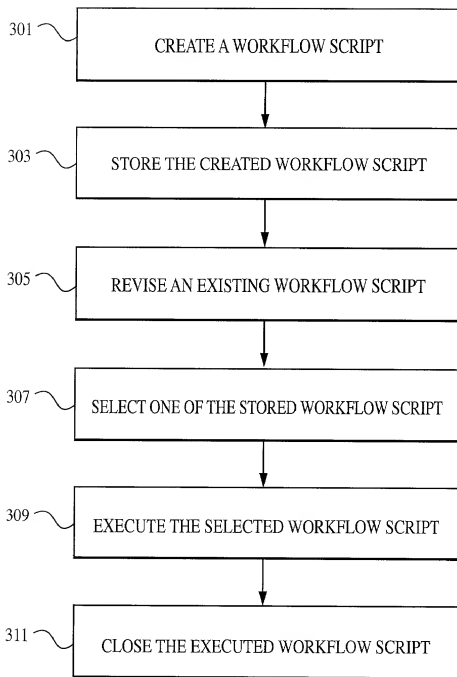 301
CREATE A WORKFLOW SCRIPT
303
STORE THE CREATED WORKFLOW SCRIPT
305
REVISE AN EXISTING WORKFLOW SCRIPT
307
SELECT ONE OF THE STORED WORKFLOW SCRIPT
309
EXECUTE THE SELECTED WORKFLOW SCRIPT
311
CLOSE THE EXECUTED WORKFLOW SCRIPT